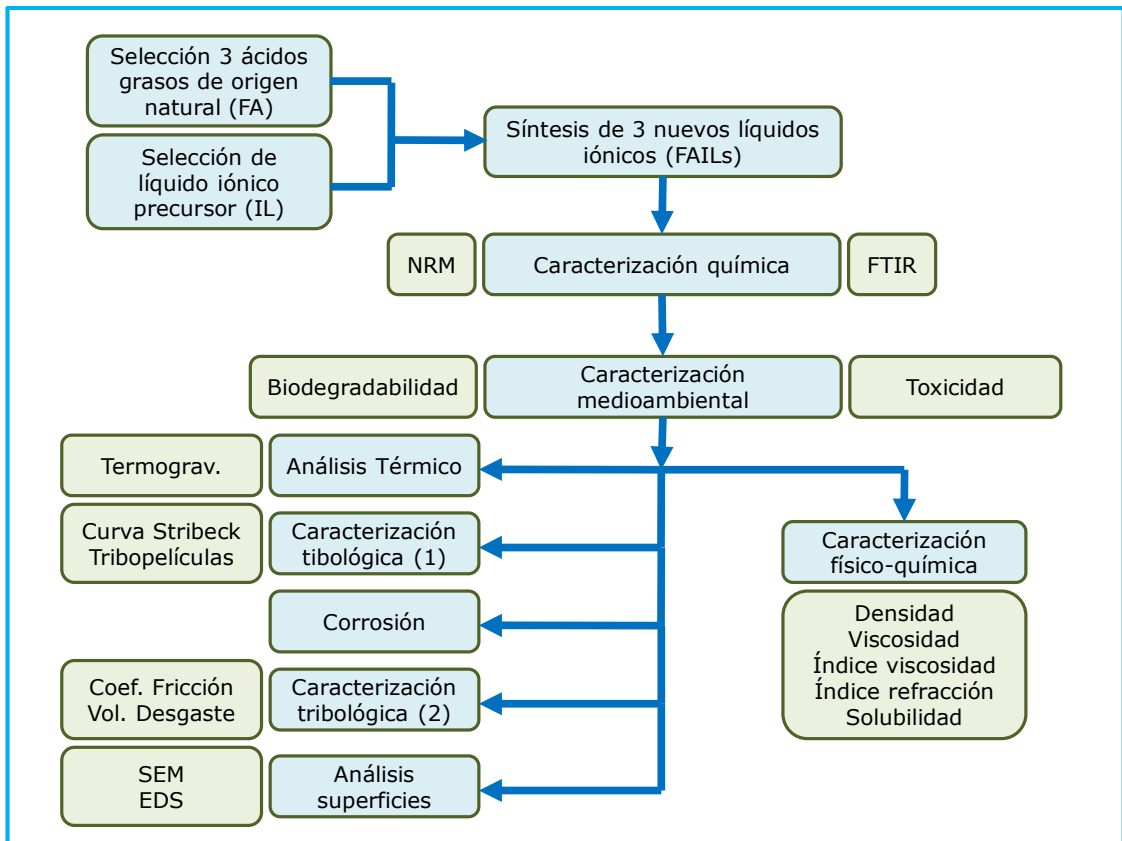 Selección 3 ácidos
grasos de origen
natural (FA)
Selección de
líquido iónico
precursor (IL)
Síntesis de 3 nuevos líquidos
iónicos (FAILs)
NRM
Caracterización química
FTIR
Biodegradabilidad
Caracterización
medioambiental
Toxicidad
Termograv.
Análisis Térmico
Curva Stribeck
Tribopelículas
Caracterización
tibológica (1)
Corrosión
Coef. Fricción
Vol. Desgaste
Caracterización
tribológica (2)
SEM
EDS
Análisis
superficies
Caracterización
físico-química
Densidad
Viscosidad
Índice viscosidad
Índice refracción
Solubilidad